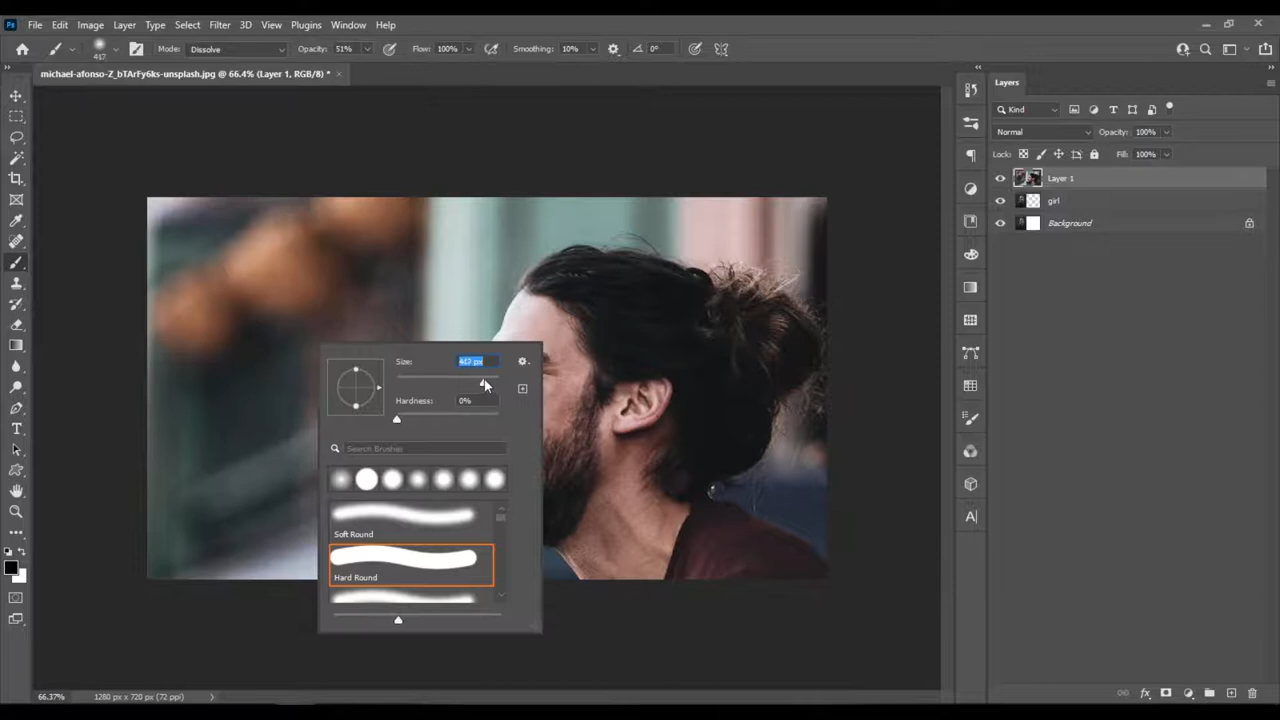 Ps File Edit Image Layer Type Select Filter 3D View Plugins Window Help
417 Mode: Dissolve Opacity: 51% Flow: 100% Smoothing: 10% 0°
michael-afonso-Z_bTArFy6ks-unsplash.jpg @ 66.4% (Layer 1, RGB/8) * ×
Layers
Kind
Normal Opacity: 100%
Lock: Fill: 100%
Layer 1
girl
Background
Size: 417 px
Hardness: 0%
Search Brushes
Soft Round
Hard Round
66.37% 1280 px x 720 px (72 ppi)